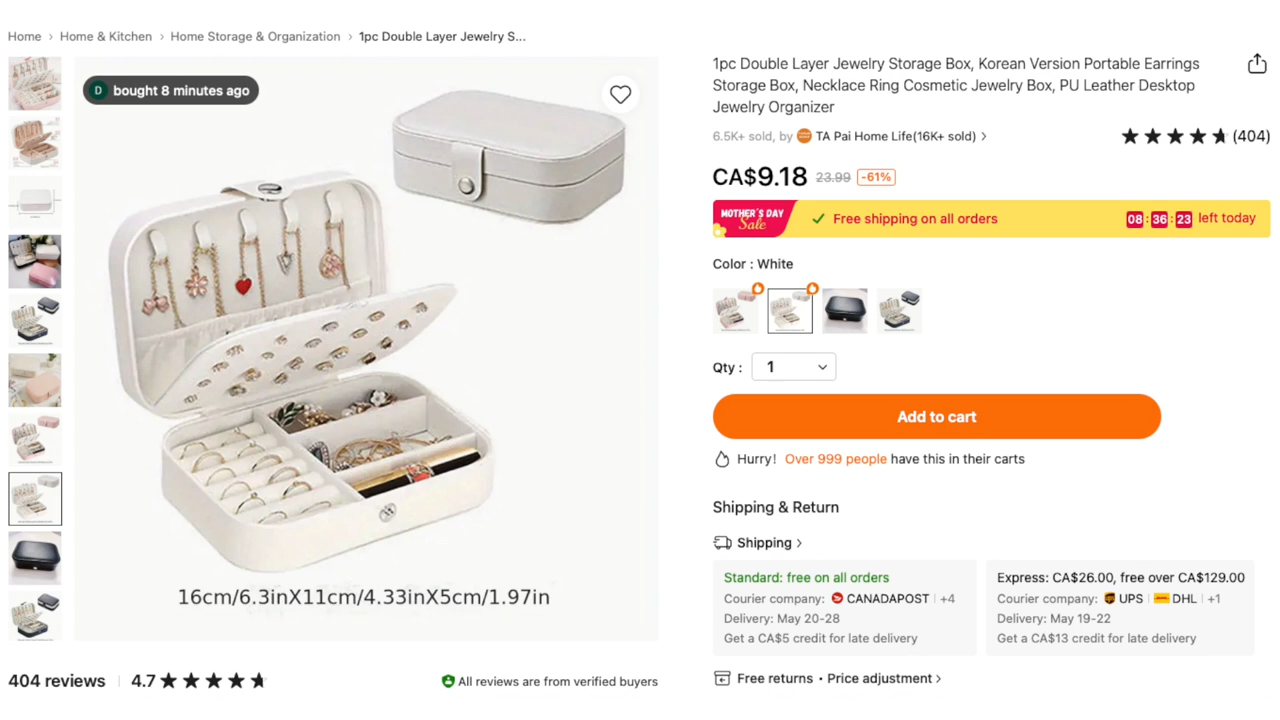 Home › Home & Kitchen › Home Storage & Organization › 1pc Double Layer Jewelry S...
D bought 8 minutes ago
16cm/6.3inX11cm/4.33inX5cm/1.97in
404 reviews
4.7
All reviews are from verified buyers
1pc Double Layer Jewelry Storage Box, Korean Version Portable Earrings
Storage Box, Necklace Ring Cosmetic Jewelry Box, PU Leather Desktop
Jewelry Organizer
6.5K+ sold, by TA Pai Home Life(16K+ sold) ›
(404)
CA$9.18 23.99 -61%
MOTHER'S DAY
Sale
Free shipping on all orders
08:36:23 left today
Color : White
Qty : 1
Add to cart
Hurry! Over 999 people have this in their carts
Shipping & Return
Shipping ›
Standard: free on all orders
Courier company: CANADAPOST | +4
Delivery: May 20-28
Get a CA$5 credit for late delivery
Express: CA$26.00, free over CA$129.00
Courier company: UPS | DHL | +1
Delivery: May 19-22
Get a CA$13 credit for late delivery
Free returns • Price adjustment ›